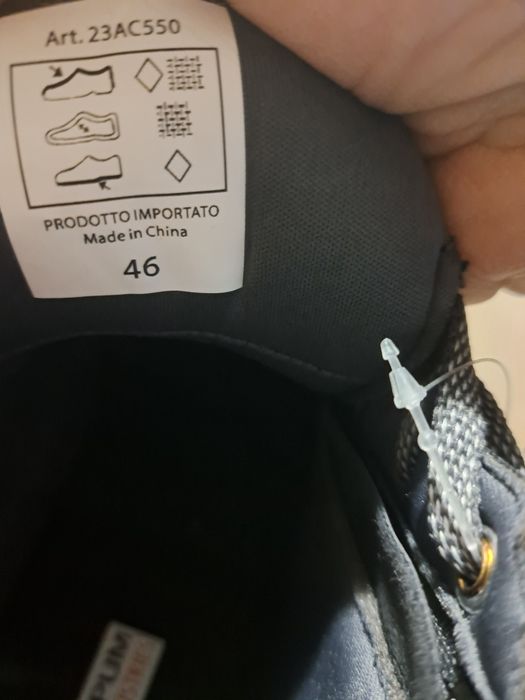 Art. 23AC550
PRODOTTO IMPORTATO
Made in China
46